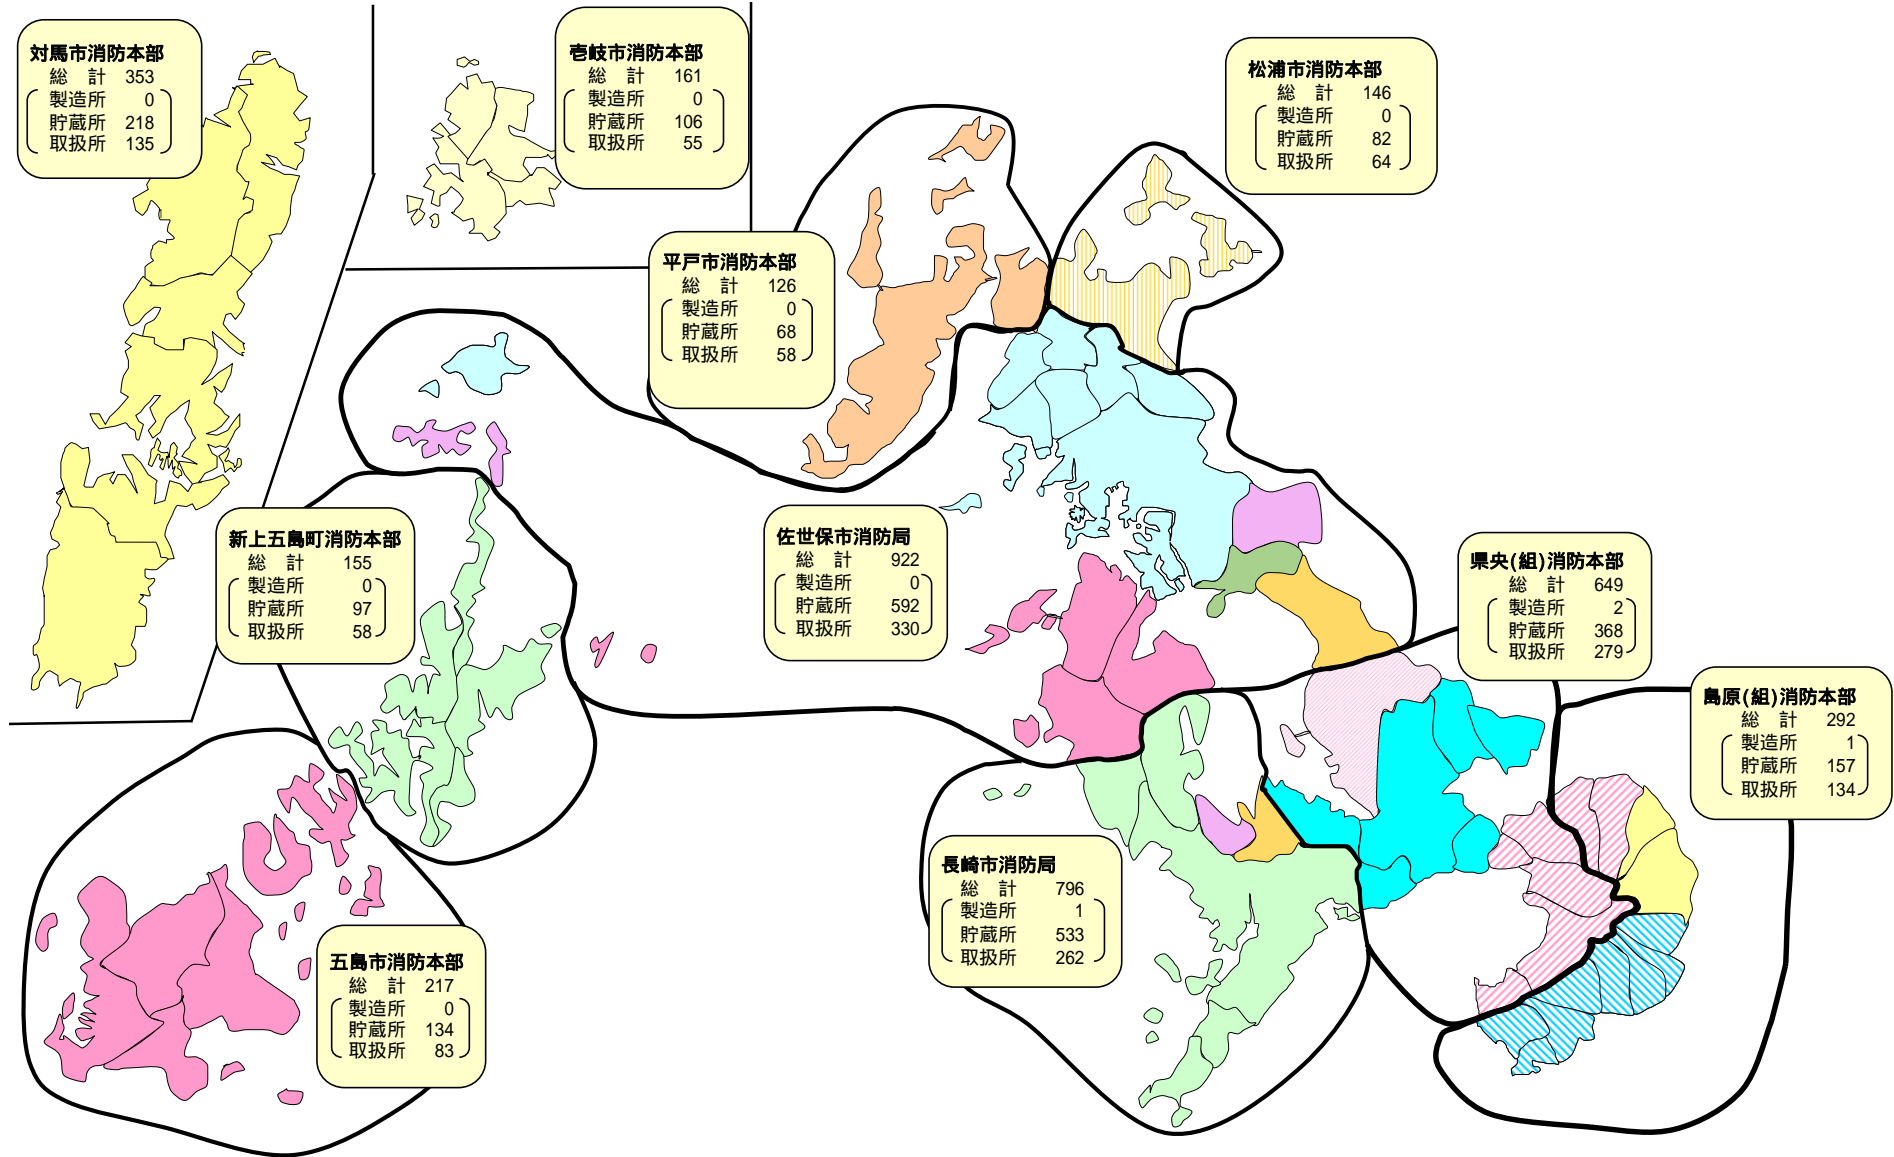 対馬市消防本部
総 計 353
製造所 0
貯蔵所 218
取扱所 135
壱岐市消防本部
総 計 161
製造所 0
貯蔵所 106
取扱所 55
松浦市消防本部
総 計 146
製造所 0
貯蔵所 82
取扱所 64
平戸市消防本部
総 計 126
製造所 0
貯蔵所 68
取扱所 58
新上五島町消防本部
総 計 155
製造所 0
貯蔵所 97
取扱所 58
佐世保市消防局
総 計 922
製造所 0
貯蔵所 592
取扱所 330
県央(組)消防本部
総 計 649
製造所 2
貯蔵所 368
取扱所 279
島原(組)消防本部
総 計 292
製造所 1
貯蔵所 157
取扱所 134
長崎市消防局
総 計 796
製造所 1
貯蔵所 533
取扱所 262
五島市消防本部
総 計 217
製造所 0
貯蔵所 134
取扱所 83